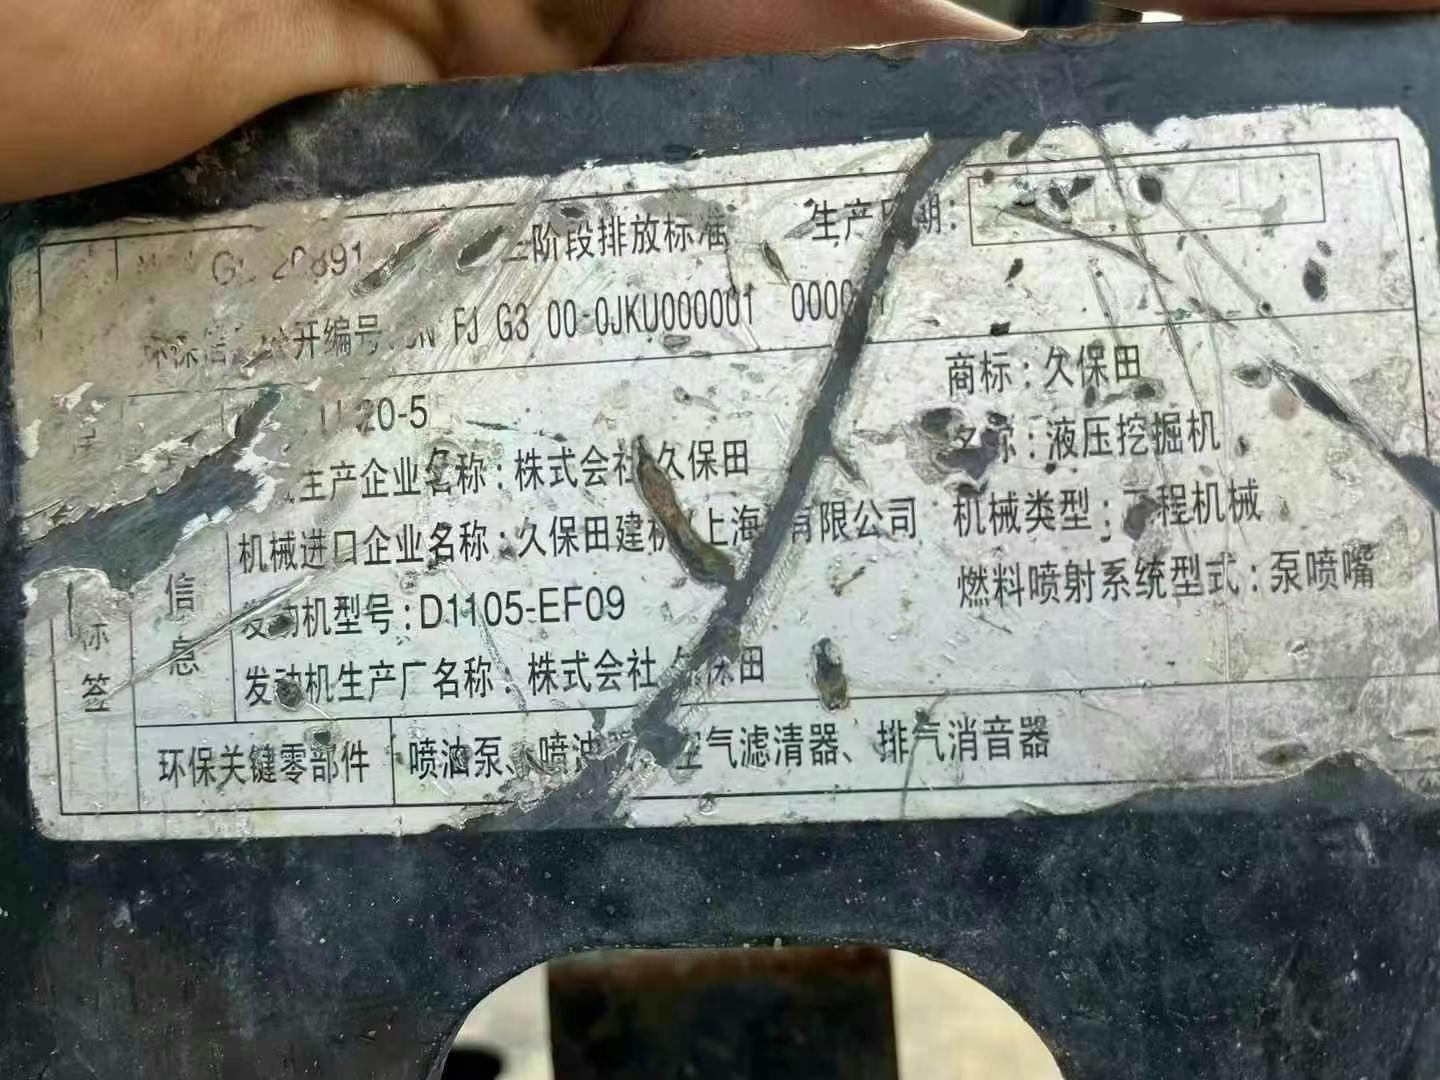 20891 阶段排放标准 生产日期:
开编号 FJ G3 00 0JKU000001
20-5 商标:久保田
生产企业名称:株式会社久保田 名称:液压挖掘机
机械进口企业名称:久保田建机(上海)有限公司 机械类型:工程机械
发动机型号:D1105-EF09 燃料喷射系统型式:泵喷嘴
发动机生产厂名称:株式会社久保田
标签
信息
环保关键零部件 喷油泵、喷油 空气滤清器、排气消音器